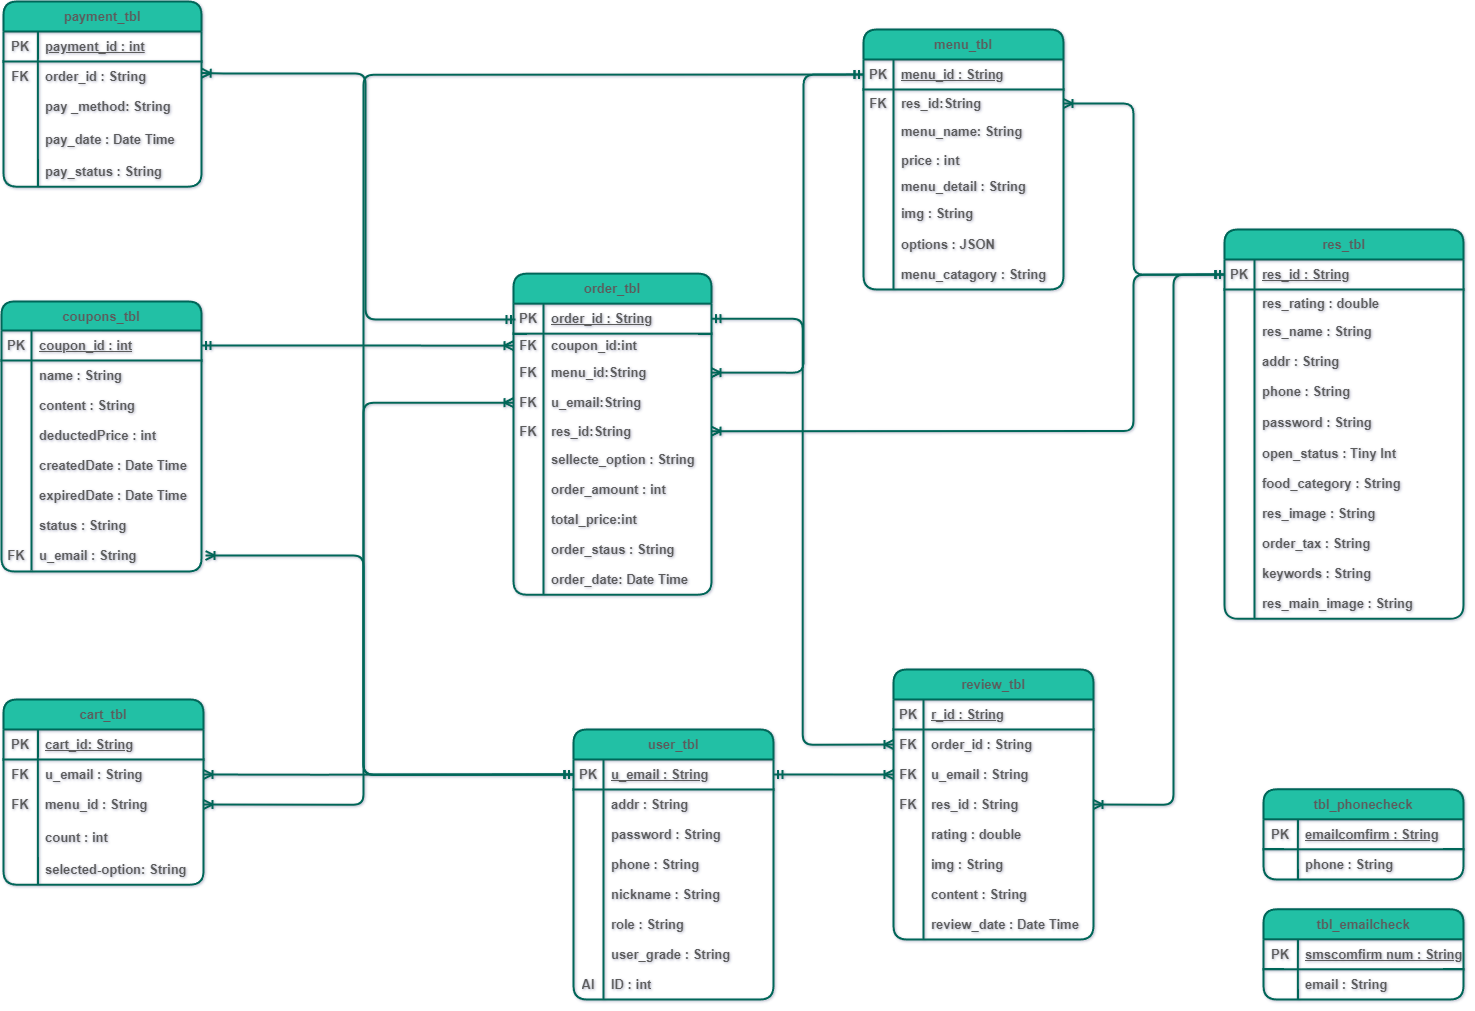 payment_tbl
PK payment_id : int
FK order_id : String
pay _method: String
pay_date : Date Time
pay_status : String
menu_tbl
PK menu_id : String
FK res_id:String
menu_name: String
price : int
menu_detail : String
img : String
options : JSON
menu_catagory : String
res_tbl
PK res_id : String
res_rating : double
res_name : String
addr : String
phone : String
password : String
open_status : Tiny Int
food_category : String
res_image : String
order_tax : String
keywords : String
res_main_image : String
order_tbl
PK order_id : String
FK coupon_id:int
FK menu_id:String
FK u_email:String
FK res_id:String
sellecte_option : String
order_amount : int
total_price:int
order_staus : String
order_date: Date Time
coupons_tbl
PK coupon_id : int
name : String
content : String
deductedPrice : int
createdDate : Date Time
expiredDate : Date Time
status : String
FK u_email : String
cart_tbl
PK cart_id: String
FK u_email : String
FK menu_id : String
count : int
selected-option: String
user_tbl
PK u_email : String
addr : String
password : String
phone : String
nickname : String
role : String
user_grade : String
AI ID : int
review_tbl
PK r_id : String
FK order_id : String
FK u_email : String
FK res_id : String
rating : double
img : String
content : String
review_date : Date Time
tbl_phonecheck
PK emailcomfirm : String
phone : String
tbl_emailcheck
PK smscomfirm num : String
email : String